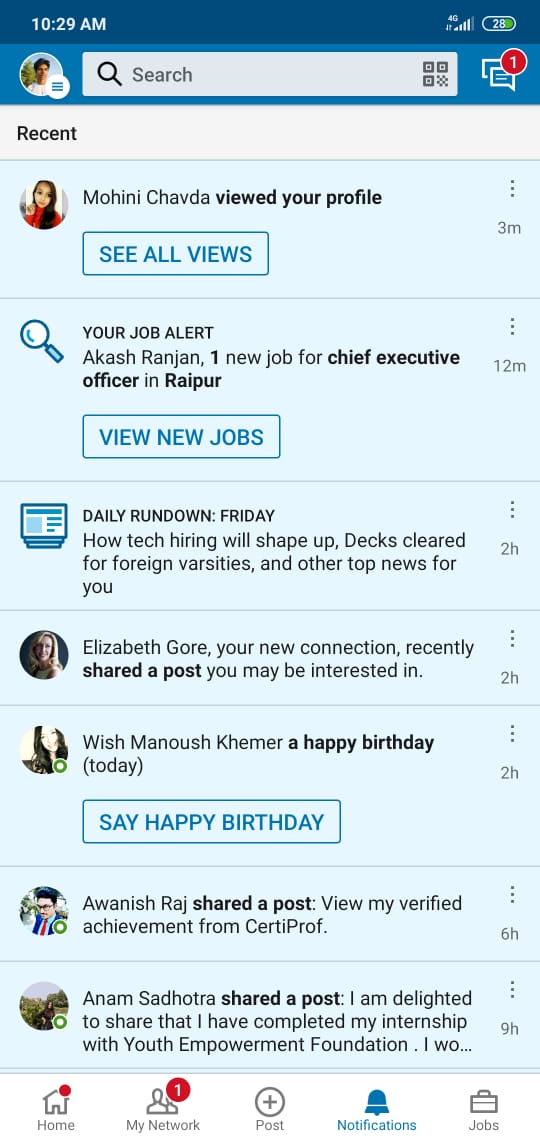 10:29 AM
4G
28
Search
1
Recent
Mohini Chavda viewed your profile
3m
SEE ALL VIEWS
YOUR JOB ALERT
Akash Ranjan, 1 new job for chief executive
officer in Raipur
12m
VIEW NEW JOBS
DAILY RUNDOWN: FRIDAY
How tech hiring will shape up, Decks cleared
for foreign varsities, and other top news for
you
2h
Elizabeth Gore, your new connection, recently
shared a post you may be interested in.
2h
Wish Manoush Khemer a happy birthday
(today)
2h
SAY HAPPY BIRTHDAY
Awanish Raj shared a post: View my verified
achievement from CertiProf.
6h
Anam Sadhotra shared a post: I am delighted
to share that I have completed my internship
with Youth Empowerment Foundation . I wo...
9h
1
Home
My Network
Post
Notifications
Jobs